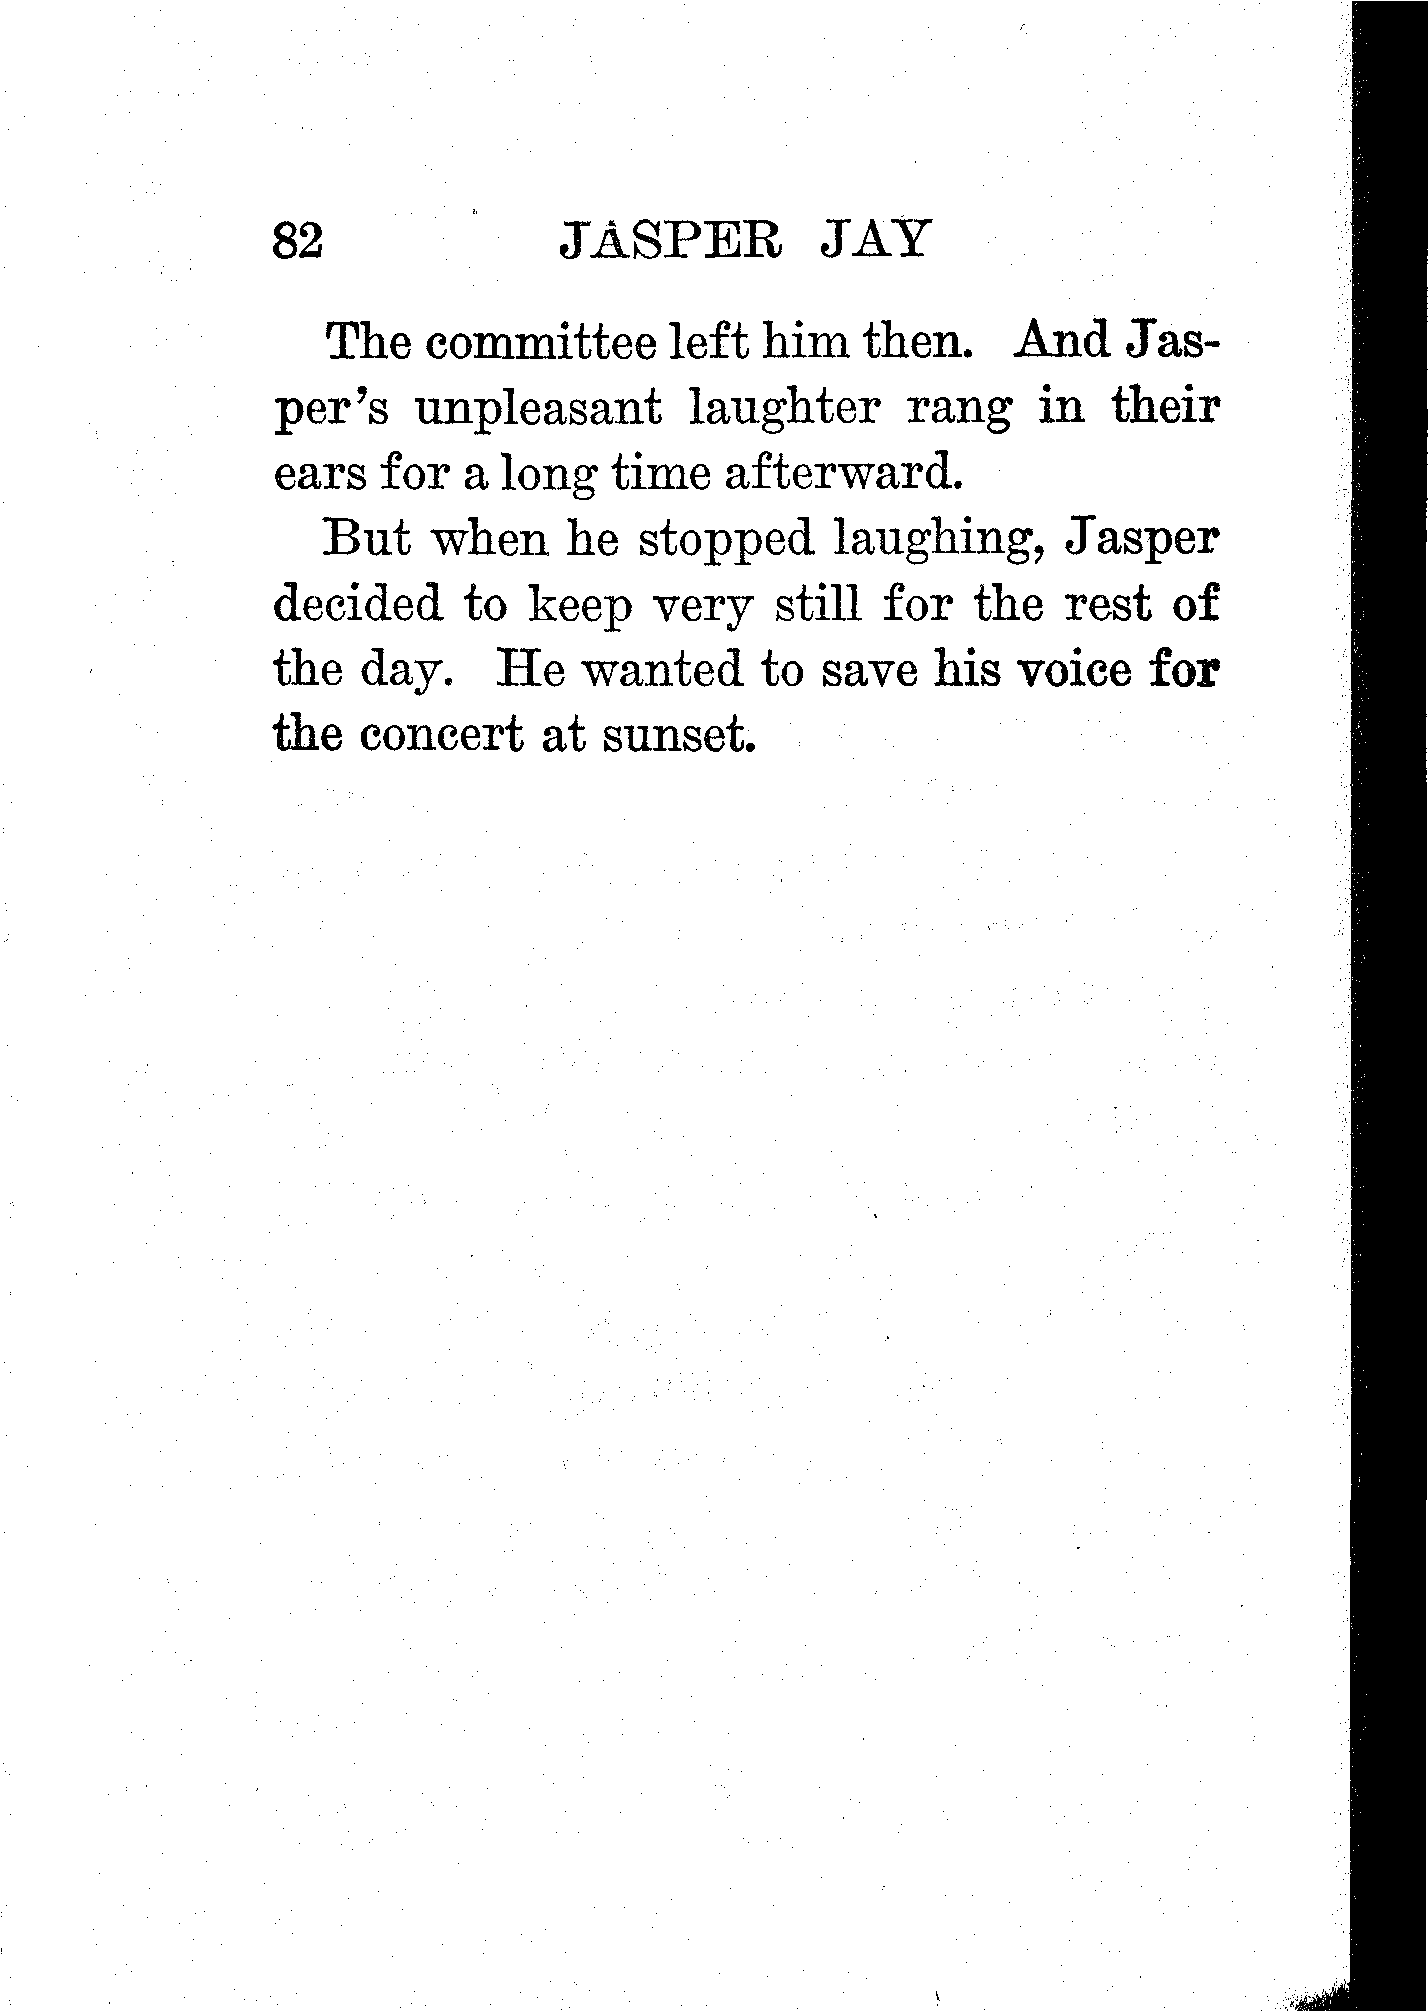 82 JASPER JAY
The committee left him then. And Jas-
per's unpleasant laughter rang in their
ears for a long time afterward.
But when he stopped laughing, Jasper
decided to keep very still for the rest of
the day. He wanted to save his voice for
the concert at sunset.